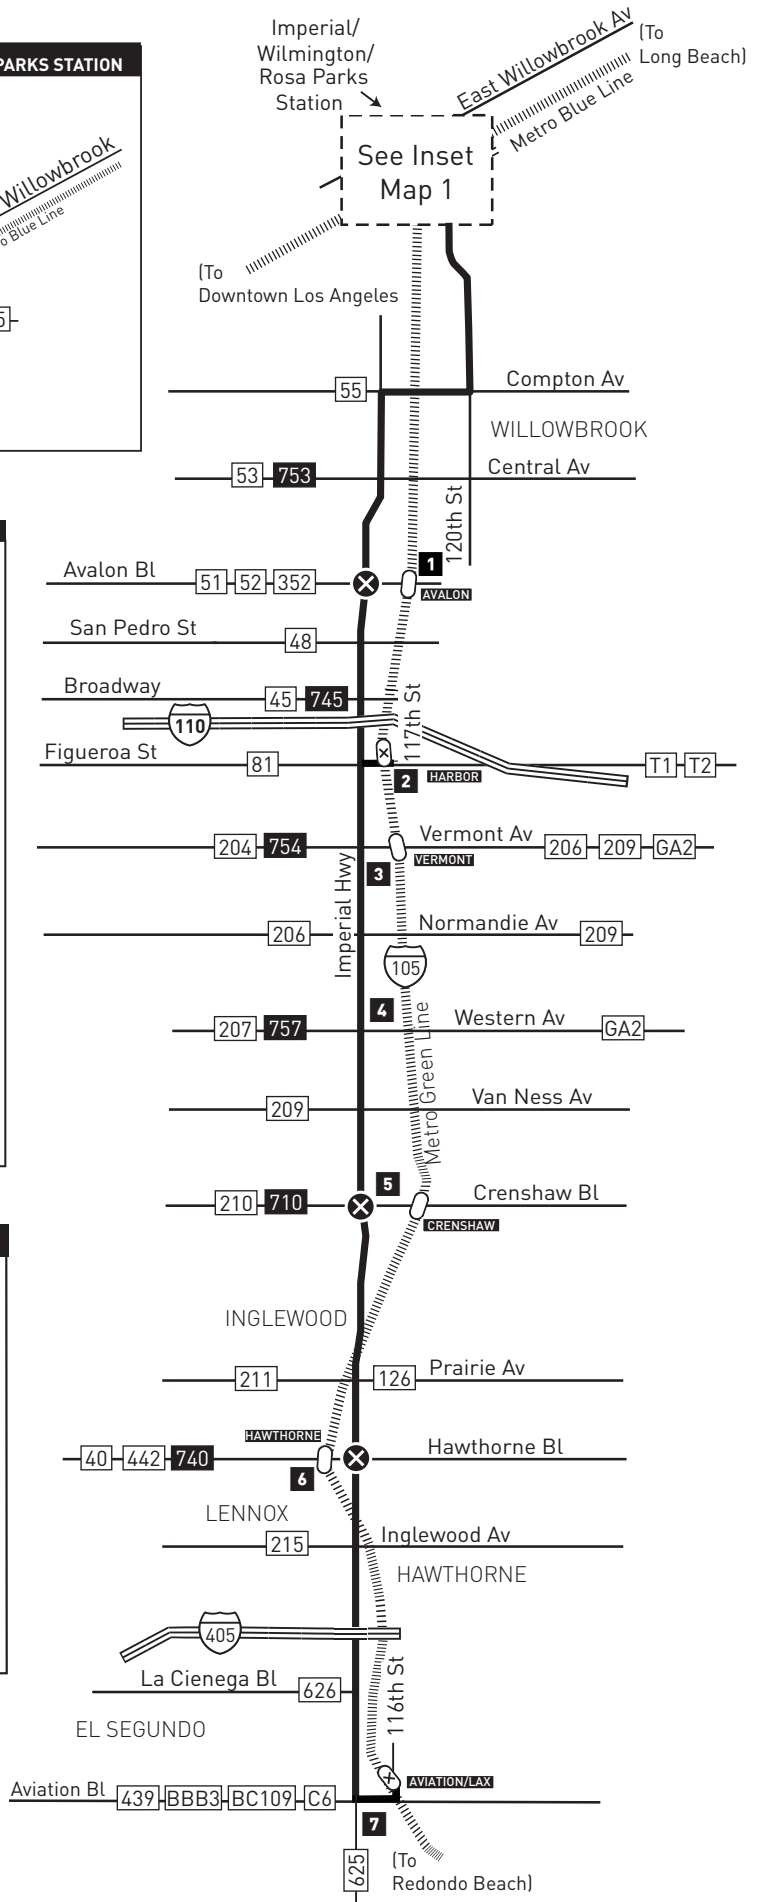 PARKS STATION
Willowbrook
o Blue Line
5
Imperial/
Wilmington/
Rosa Parks
Station
East Willowbrook Av
(To
Long Beach)
Metro Blue Line
See Inset
Map 1
(To
Downtown Los Angeles
55
Compton Av
WILLOWBROOK
53 753
Central Av
120th St
1
Avalon Bl
51 52 352
AVALON
San Pedro St
48
Broadway
45 745
117th St
110
Figueroa St
81
2
HARBOR
T1 T2
204 754
Vermont Av
206 209 GA2
VERMONT
3
Imperial Hwy
206
Normandie Av
209
105
4
207 757
Western Av
GA2
Metro Green Line
209
Van Ness Av
5
210 710
Crenshaw Bl
CRENSHAW
INGLEWOOD
211
126
Prairie Av
HAWTHORNE
40 442 740
Hawthorne Bl
6
LENNOX
215
Inglewood Av
HAWTHORNE
405
La Cienega Bl
626
116th St
EL SEGUNDO
AVIATION/LAX
Aviation Bl
439 BBB3 BC109 C6
7
625
(To
Redondo Beach)